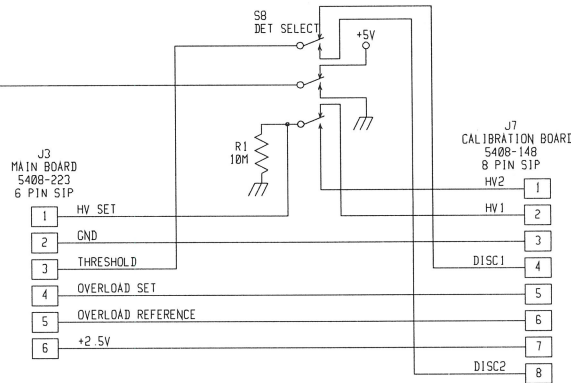 S8
DET SELECT
+5V
R1
10M
J3
MAIN BOARD
5408-223
6 PIN SIP
J7
CALIBRATION BOARD
5408-148
8 PIN SIP
1 HV SET
2 GND
3 THRESHOLD
4 OVERLOAD SET
5 OVERLOAD REFERENCE
6 +2.5V
HV2 1
HV1 2
3
DISC1 4
5
6
7
DISC2 8